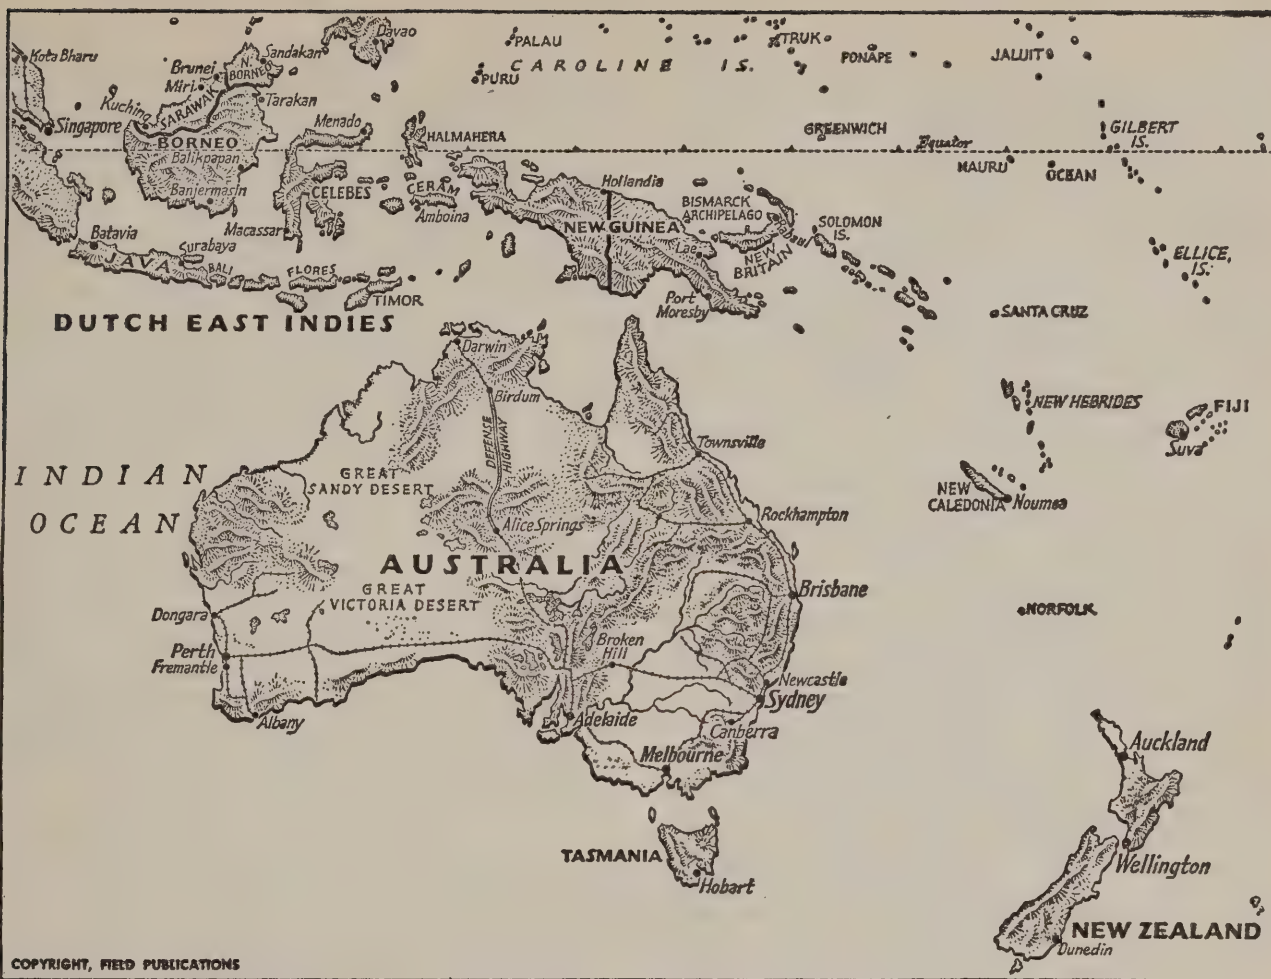 Kota Bharu
Brunei
Miri
N.
BORNEO
Sandakan
Davao
PALAU
CAROLINE IS.
PURU
TRUK
PONAPE
JALUIT
Kuching
SARAWAK
Tarakan
Singapore
BORNEO
Balikpapan
Banjermasin
Menado
HALMAHERA
GREENWICH
Equator
GILBERT
IS.
NAURU
OCEAN
CELEBES
CERAM
Amboina
Macassar
Hollandia
NEW GUINEA
BISMARCK
ARCHIPELAGO
Rabaul
NEW
BRITAIN
Lae
SOLOMON
IS.
Batavia
JAVA
Surabaya
BALI
FLORES
TIMOR
Port
Moresby
ELLICE,
IS.
SANTA CRUZ
DUTCH EAST INDIES
Darwin
Birdum
DEFENSE
HIGHWAY
Townsville
NEW HEBRIDES
FIJI
Suva
INDIAN
OCEAN
GREAT
SANDY DESERT
Alice Springs
Rockhampton
NEW
CALEDONIA
Noumea
AUSTRALIA
GREAT
VICTORIA DESERT
Brisbane
NORFOLK
Dongara
Perth
Fremantle
Albany
Broken
Hill
Newcastle
Sydney
Adelaide
Canberra
Melbourne
Auckland
TASMANIA
Hobart
Wellington
NEW ZEALAND
Dunedin
COPYRIGHT, FIELD PUBLICATIONS